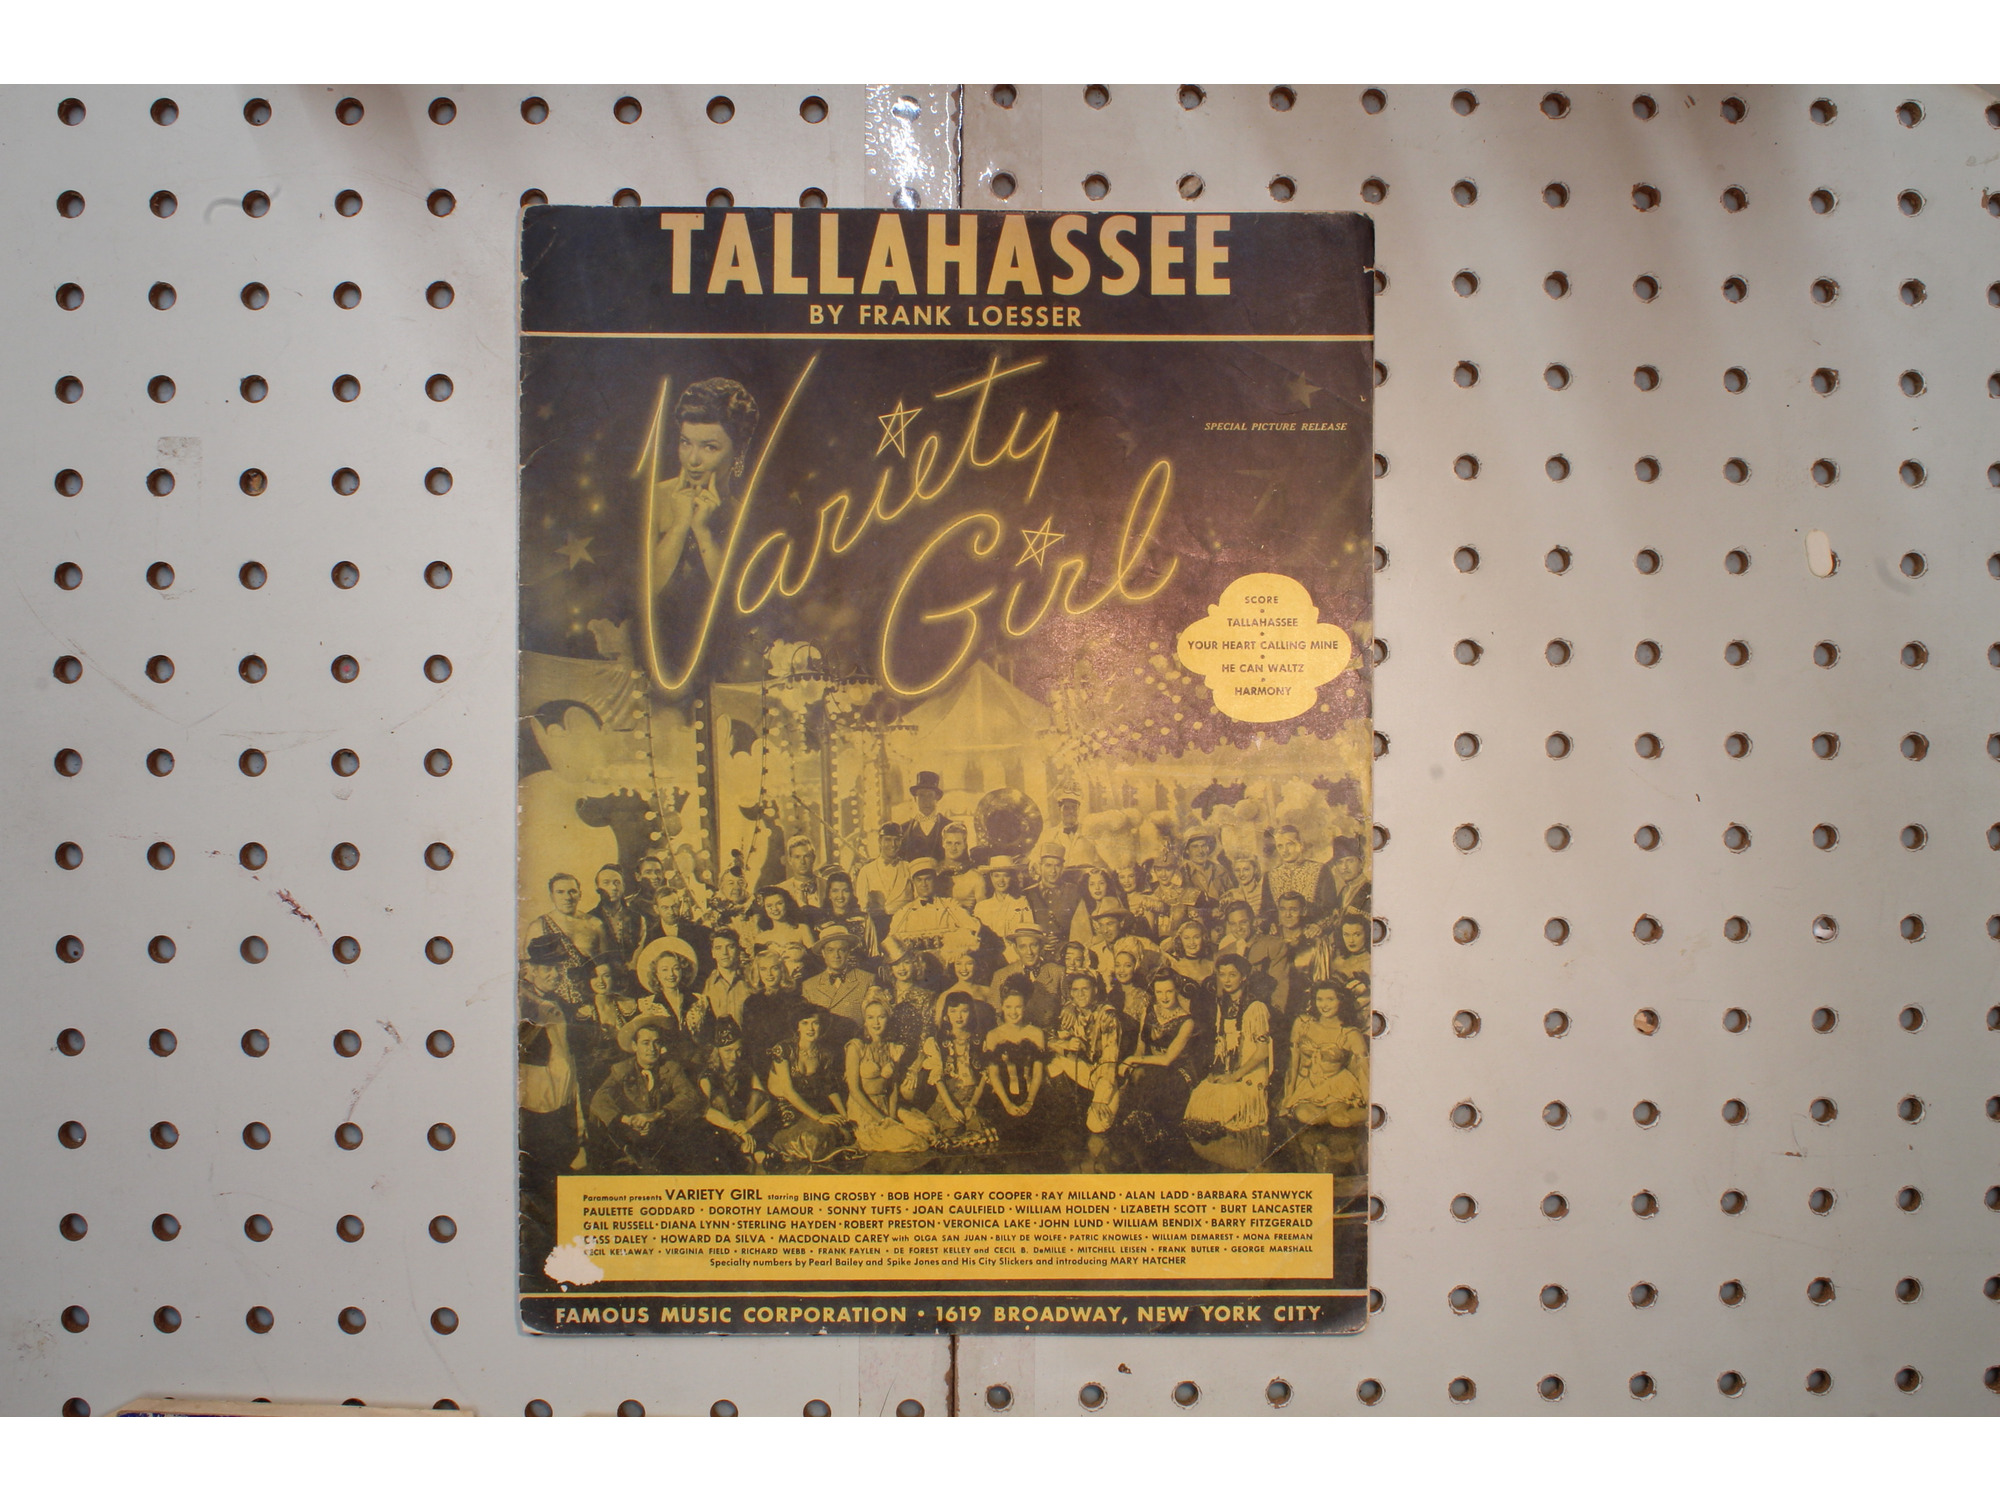 TALLAHASSEE
BY FRANK LOESSER
Variety
Girl
SPECIAL PICTURE RELEASE
SCORE
TALLAHASSEE
YOUR HEART CALLING MINE
HE CAN WALTZ
HARMONY
Paramount presents VARIETY GIRL starring BING CROSBY • BOB HOPE • GARY COOPER • RAY MILLAND • ALAN LADD • BARBARA STANWYCK
PAULETTE GODDARD • DOROTHY LAMOUR • SONNY TUFTS • JOAN CAULFIELD • WILLIAM HOLDEN • LIZABETH SCOTT • BURT LANCASTER
GAIL RUSSELL • DIANA LYNN • STERLING HAYDEN • ROBERT PRESTON • VERONICA LAKE • JOHN LUND • WILLIAM BENDIX • BARRY FITZGERALD
CASS DALEY • HOWARD DA SILVA • MACDONALD CAREY with OLGA SAN JUAN • BILLY DE WOLFE • PATRIC KNOWLES • WILLIAM DEMAREST • MONA FREEMAN
CECIL KELLAWAY • VIRGINIA FIELD • RICHARD WEBB • FRANK FAYLEN • DE FOREST KELLEY and CECIL B. DeMILLE • MITCHELL LEISEN • FRANK BUTLER • GEORGE MARSHALL
Specialty numbers by Pearl Bailey and Spike Jones and His City Slickers and introducing MARY HATCHER
FAMOUS MUSIC CORPORATION • 1619 BROADWAY, NEW YORK CITY